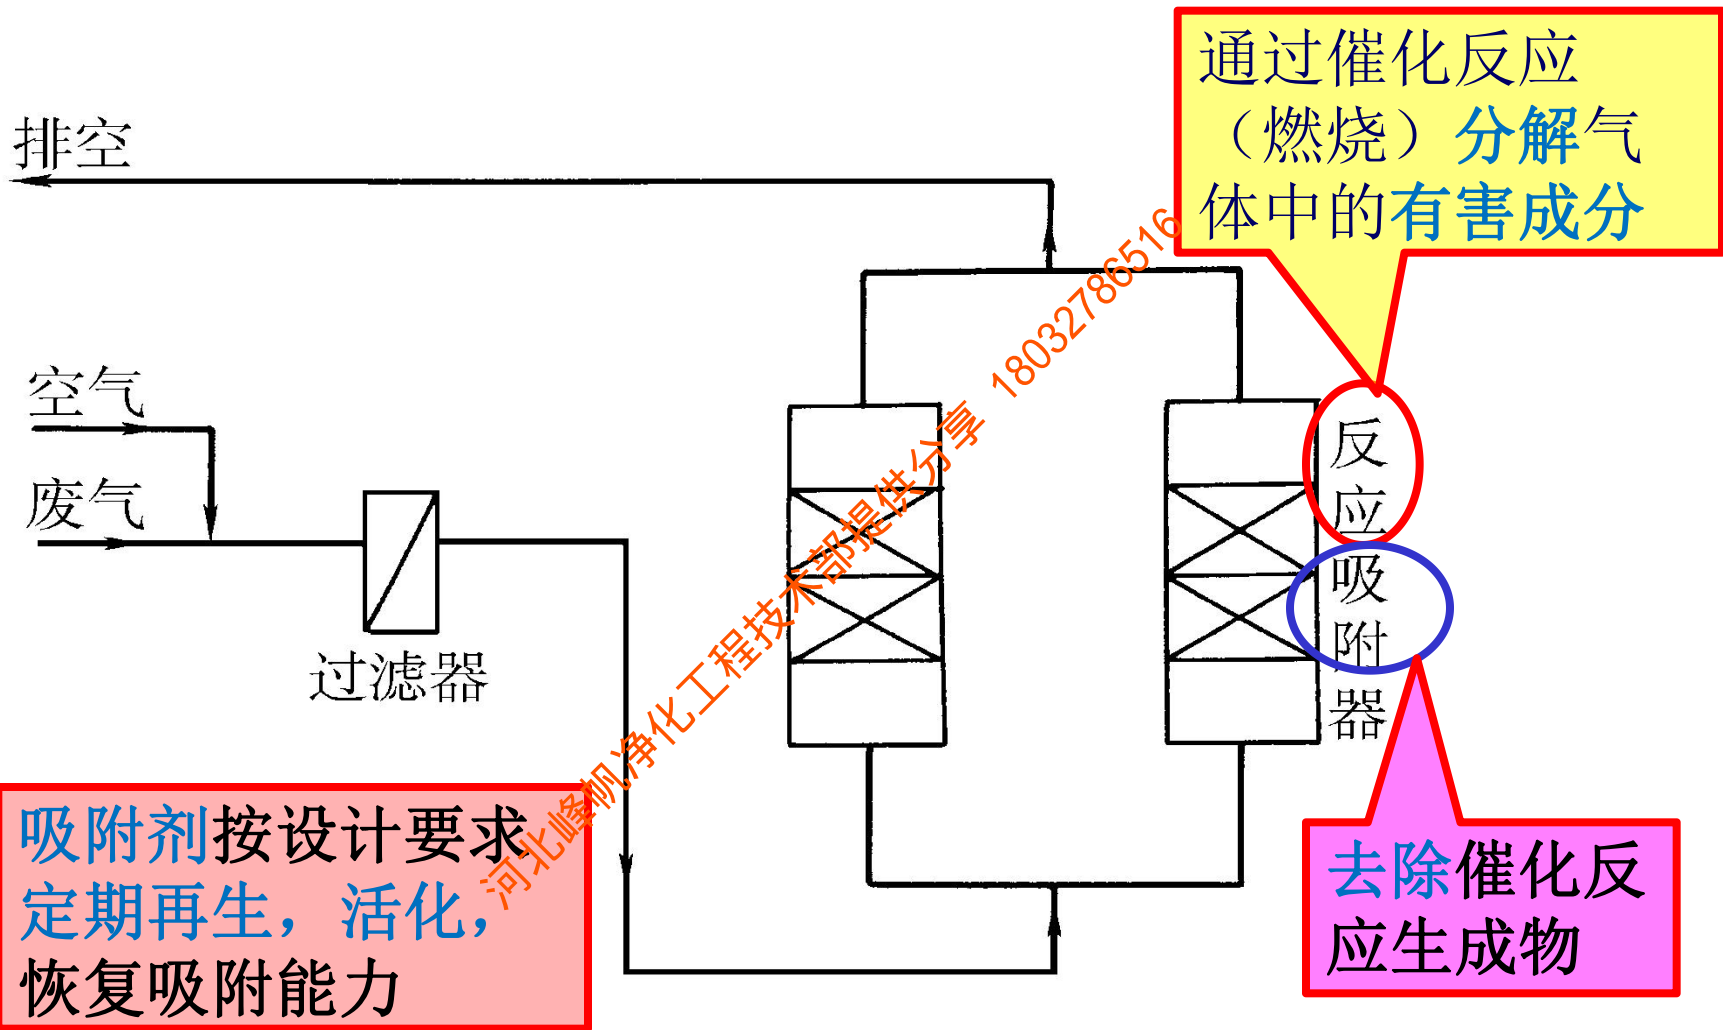 通过催化反应
（燃烧）分解气
体中的有害成分
排空
空气
废气
过滤器
反应吸附器
吸附剂按设计要求
定期再生，活化，
恢复吸附能力
去除催化反
应生成物
河北峰帆净化工程技术部提供分享 18032786516